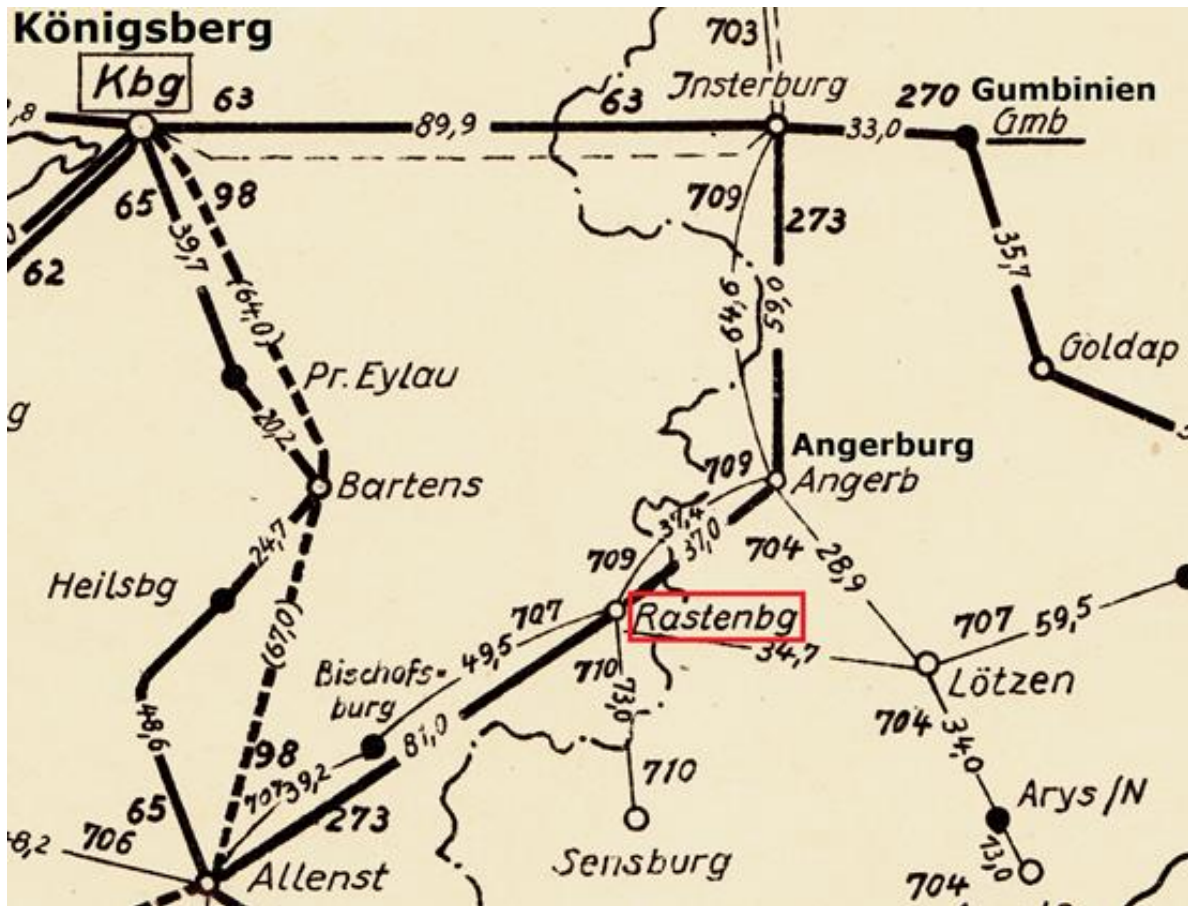 Königsberg
Kbg
703
Insterburg
270
Gumbinien
Gmb
63
63
89,9
33,0
65
98
709
273
62
39,7
(64,0)
64,6
59,0
35,7
Goldap
Pr. Eylau
20,2
Bartens
709
Angerburg
Angerb
24,7
37,4
37,0
704
28,9
Heilsbg
709
707
Rastenbg
707
59,5
(67,0)
49,5
710
34,7
Lötzen
Bischofs-
burg
73,0
48,6
81,0
704
34,0
98
707
39,2
710
Arys/N
65
273
706
8,2
Sensburg
13,0
Allenst
704